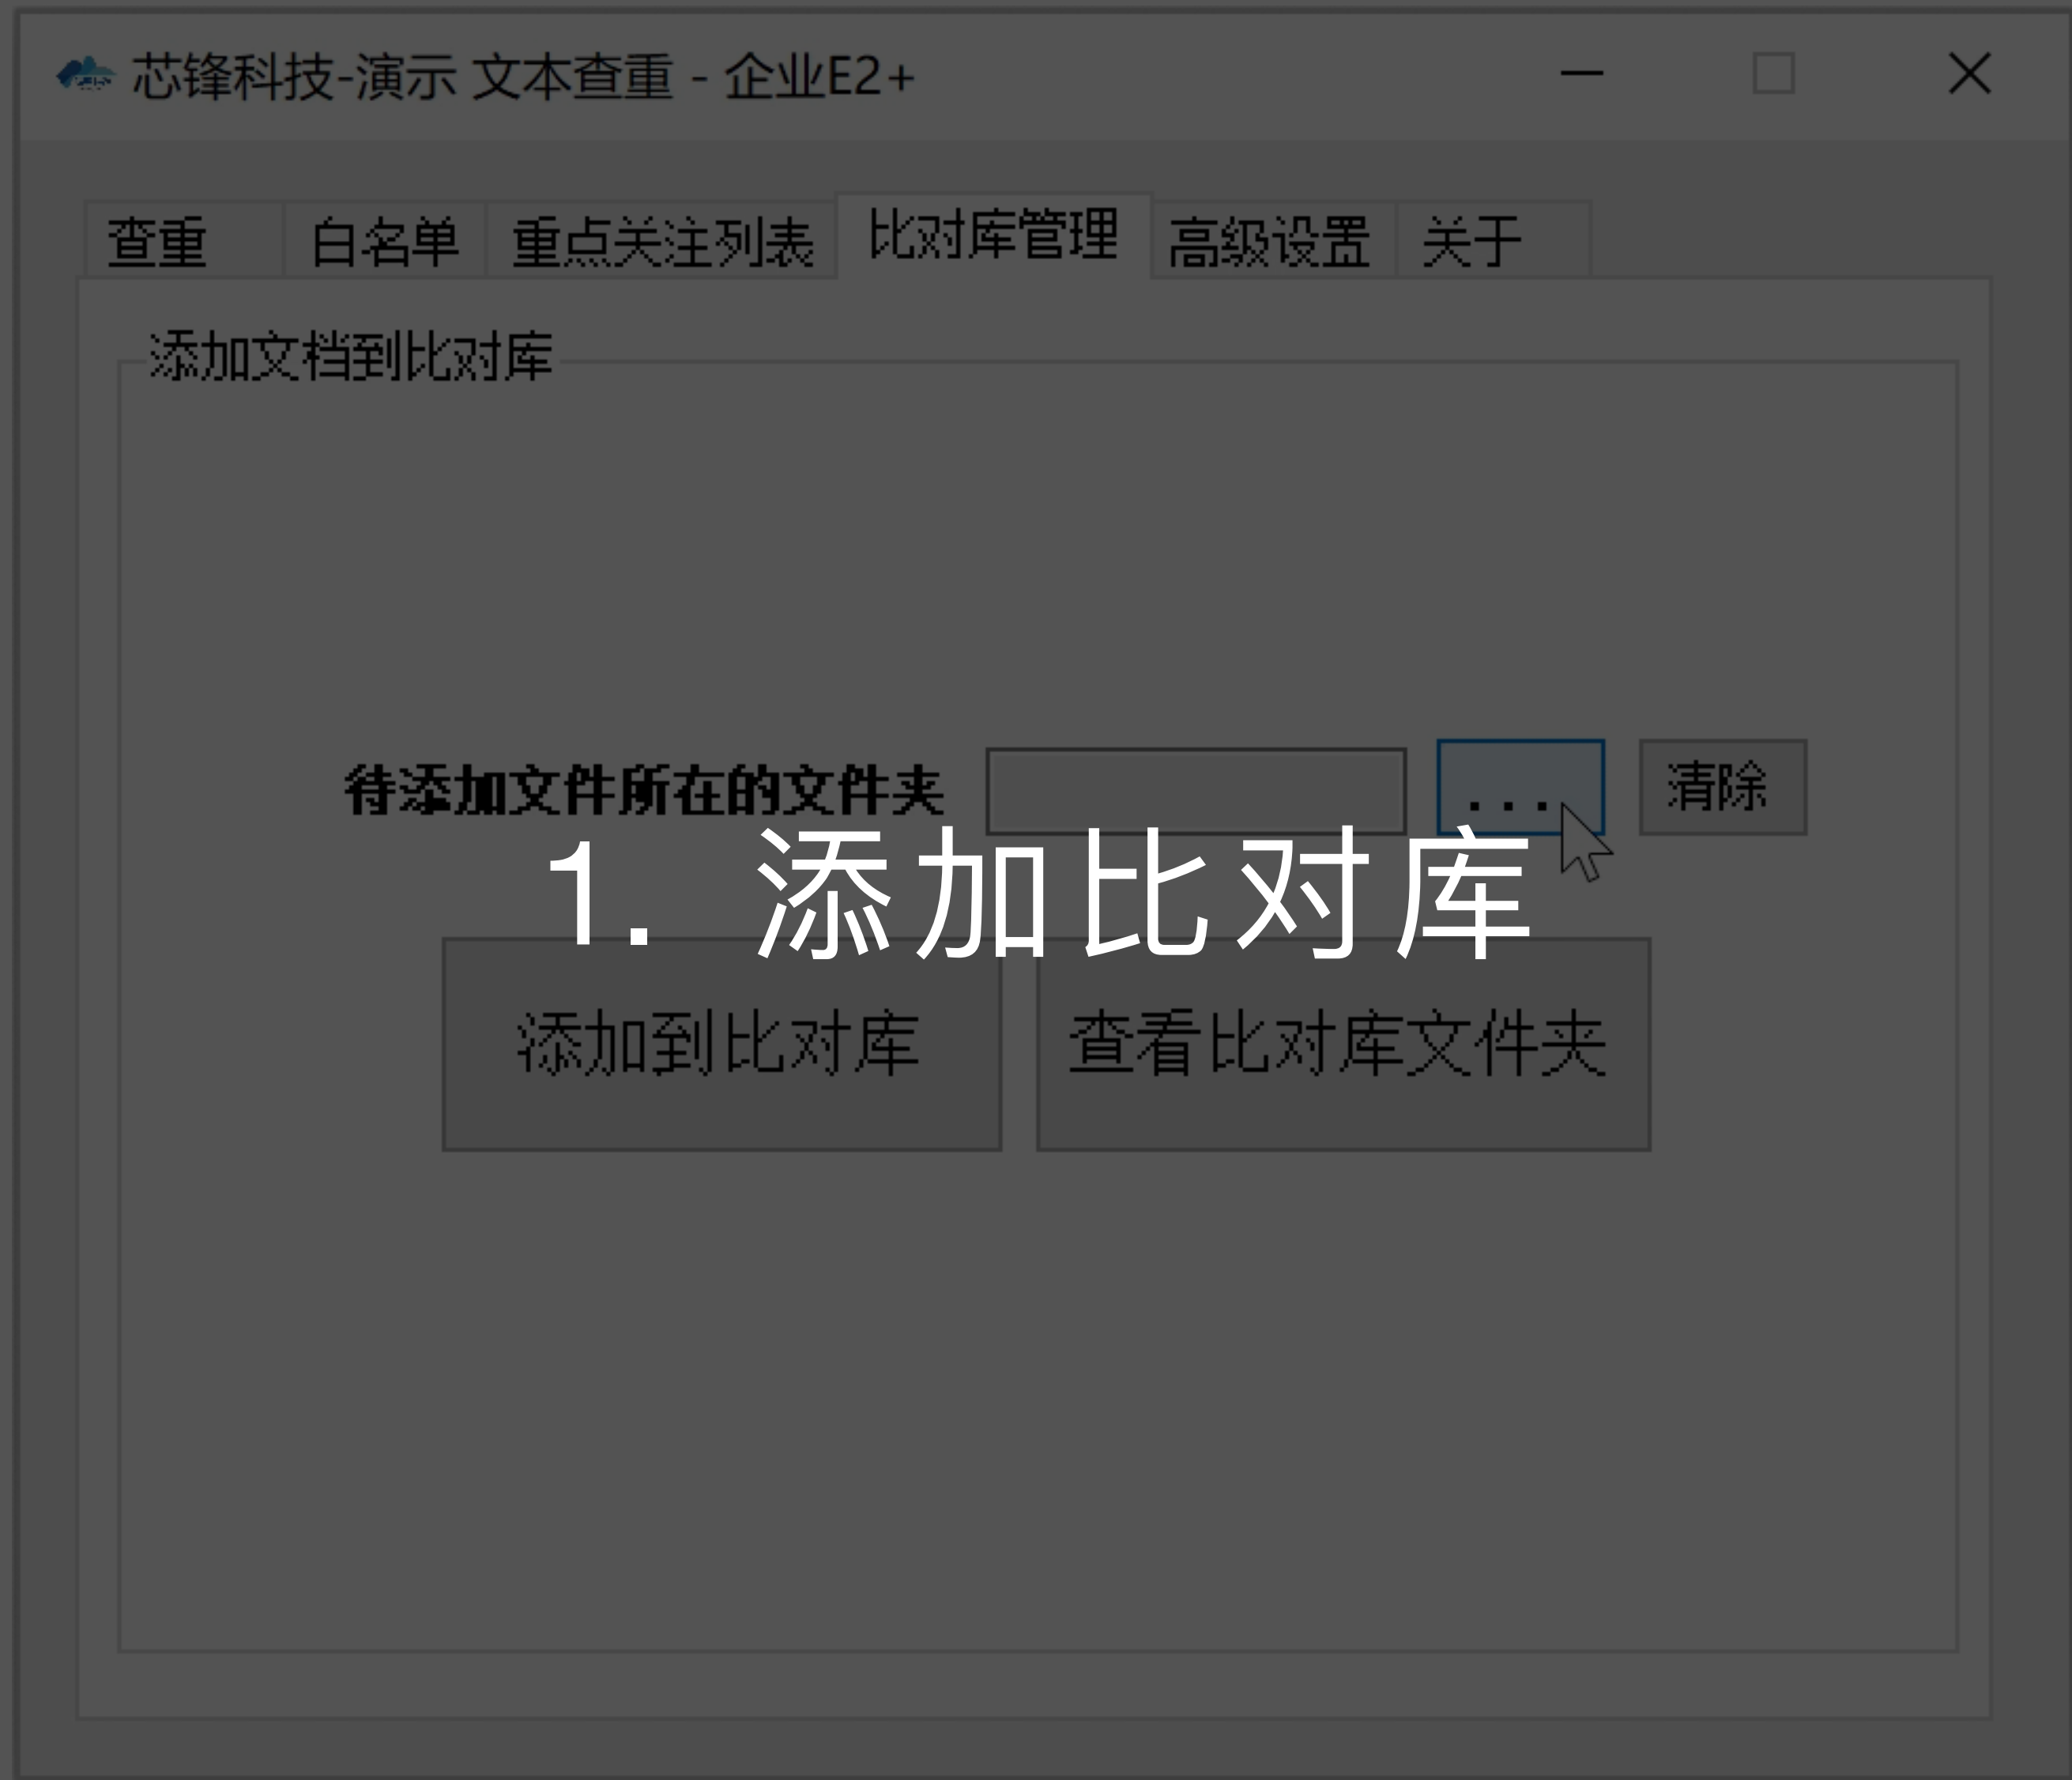 芯锋科技-演示 文本查重 - 企业E2+
查重 白名单 重点关注列表 比对库管理 高级设置 关于
添加文档到比对库
待添加文件所在的文件夹 ... 清除
1. 添加比对库
添加到比对库 查看比对库文件夹